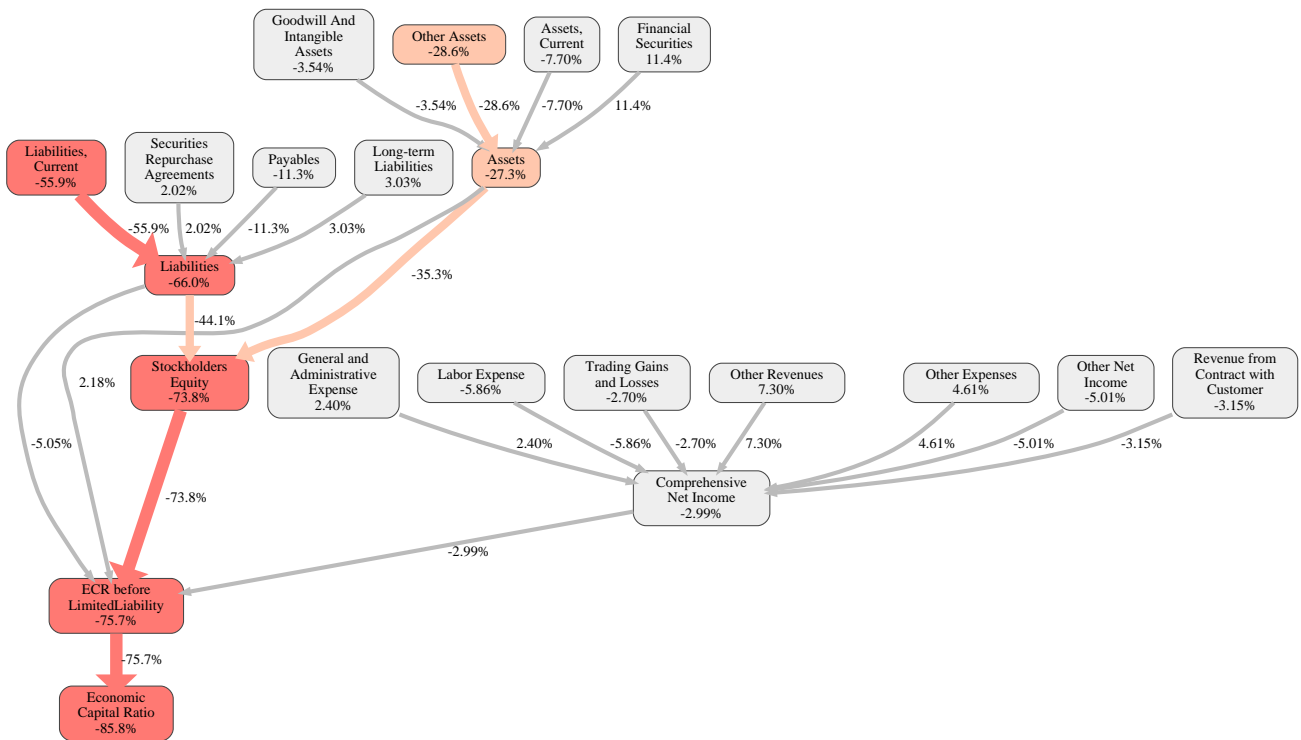 Goodwill And
Intangible
Assets
-3.54%
Other Assets
-28.6%
Assets,
Current
-7.70%
Financial
Securities
11.4%
-3.54%
-28.6%
-7.70%
11.4%
Liabilities,
Current
-55.9%
Securities
Repurchase
Agreements
2.02%
Payables
-11.3%
Long-term
Liabilities
3.03%
Assets
-27.3%
-55.9%
2.02%
-11.3%
3.03%
Liabilities
-66.0%
-35.3%
-44.1%
Stockholders
Equity
-73.8%
2.18%
General and
Administrative
Expense
2.40%
Labor Expense
-5.86%
Trading Gains
and Losses
-2.70%
Other Revenues
7.30%
Other Expenses
4.61%
Other Net
Income
-5.01%
Revenue from
Contract with
Customer
-3.15%
-5.05%
2.40%
-5.86%
-2.70%
7.30%
4.61%
-5.01%
-3.15%
-73.8%
Comprehensive
Net Income
-2.99%
-2.99%
ECR before
LimitedLiability
-75.7%
-75.7%
Economic
Capital Ratio
-85.8%